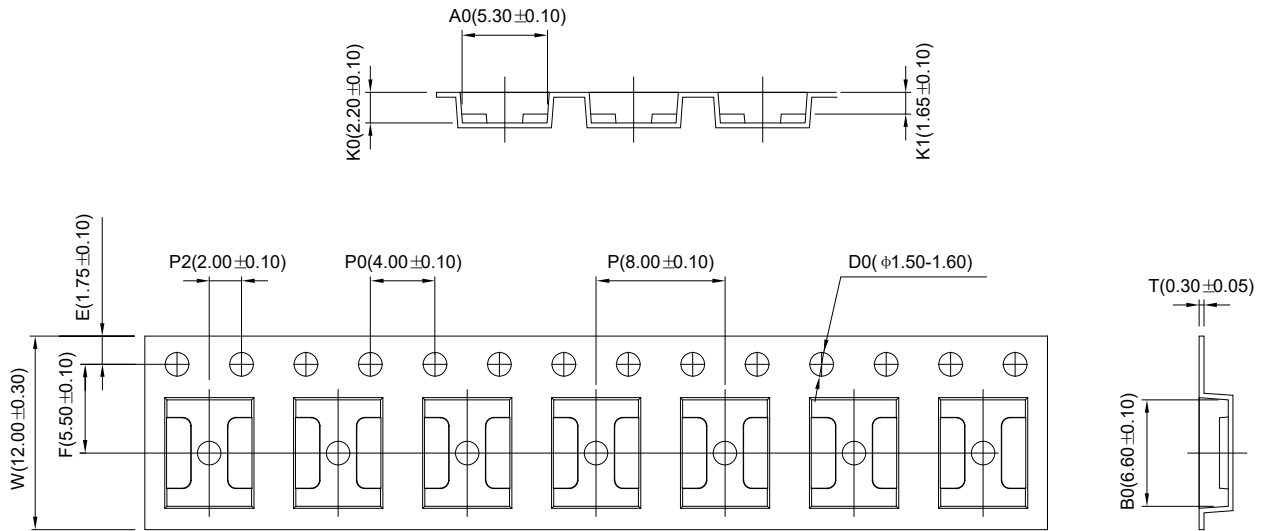 A0(5.30±0.10)
K0(2.20±0.10)
K1(1.65±0.10)
E(1.75±0.10)
P2(2.00±0.10)
P0(4.00±0.10)
P(8.00±0.10)
D0( ϕ1.50-1.60)
T(0.30±0.05)
W(12.00±0.30)
F(5.50±0.10)
B0(6.60±0.10)